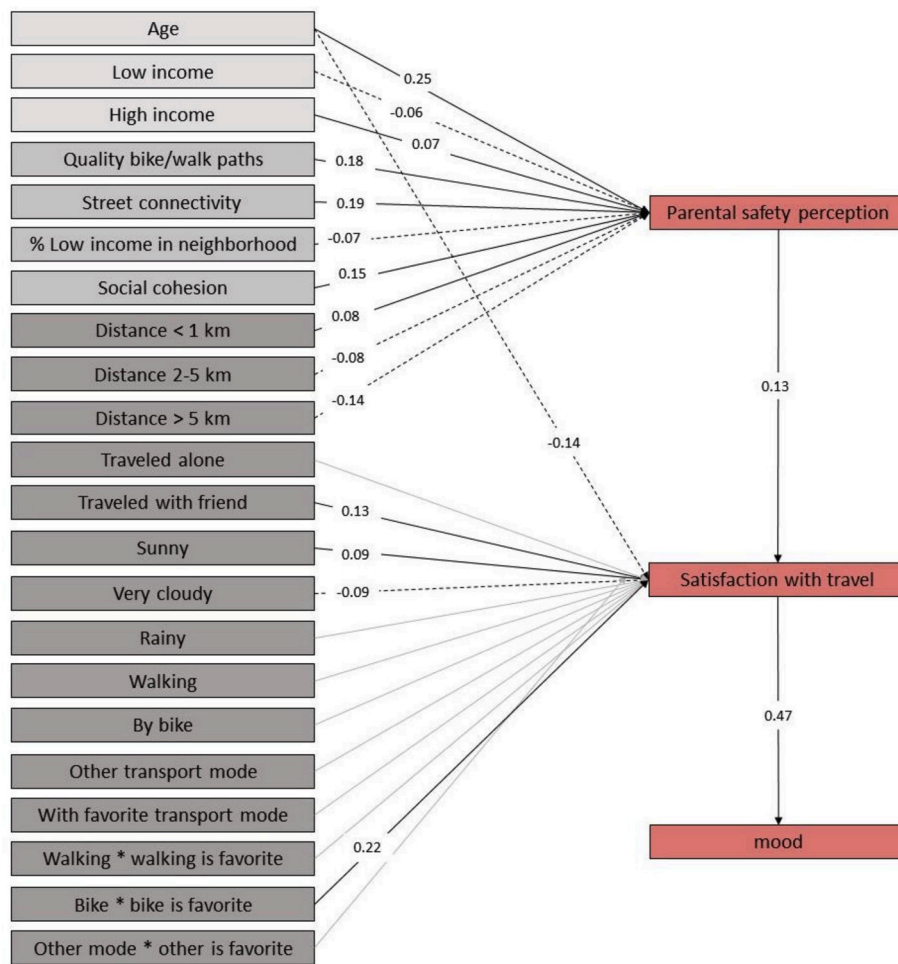 Age
Low income
High income
Quality bike/walk paths
Street connectivity
% Low income in neighborhood
Social cohesion
Distance < 1 km
Distance 2-5 km
Distance > 5 km
Traveled alone
Traveled with friend
Sunny
Very cloudy
Rainy
Walking
By bike
Other transport mode
With favorite transport mode
Walking * walking is favorite
Bike * bike is favorite
Other mode * other is favorite
0.25
-0.06
0.07
0.18
0.19
-0.07
0.15
0.08
-0.08
-0.14
-0.14
0.13
0.09
-0.09
0.22
Parental safety perception
0.13
Satisfaction with travel
0.47
mood